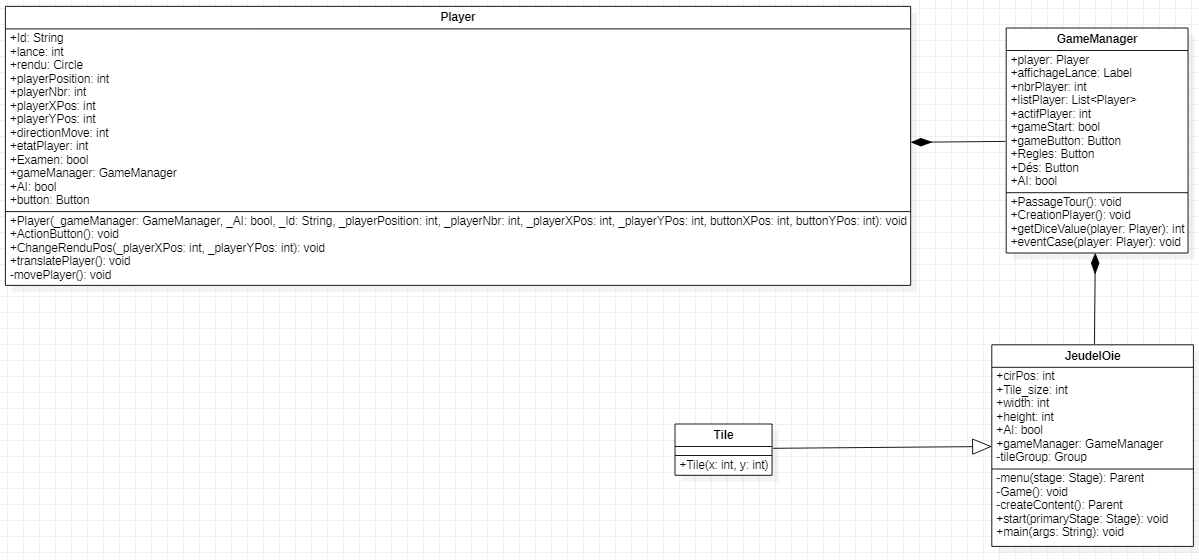 Player
+Id: String
+lance: int
+rendu: Circle
+playerPosition: int
+playerNbr: int
+playerXPos: int
+playerYPos: int
+directionMove: int
+etatPlayer: int
+Examen: bool
+gameManager: GameManager
+AI: bool
+button: Button
+Player(_gameManager: GameManager, _AI: bool, _Id: String, _playerPosition: int, _playerNbr: int, _playerXPos: int, _playerYPos: int, buttonXPos: int, buttonYPos: int): void
+ActionButton(): void
+ChangeRenduPos(_playerXPos: int, _playerYPos: int): void
+translatePlayer(): void
-movePlayer(): void
GameManager
+player: Player
+affichageLance: Label
+nbrPlayer: int
+listPlayer: List<Player>
+actifPlayer: int
+gameStart: bool
+gameButton: Button
+Regles: Button
+Dés: Button
+AI: bool
+PassageTour(): void
+CreationPlayer(): void
+getDiceValue(player: Player): int
+eventCase(player: Player): void
Tile
+Tile(x: int, y: int)
JeudelOie
+cirPos: int
+Tile_size: int
+width: int
+height: int
+AI: bool
+gameManager: GameManager
-tileGroup: Group
-menu(stage: Stage): Parent
-Game(): void
-createContent(): Parent
+start(primaryStage: Stage): void
+main(args: String): void